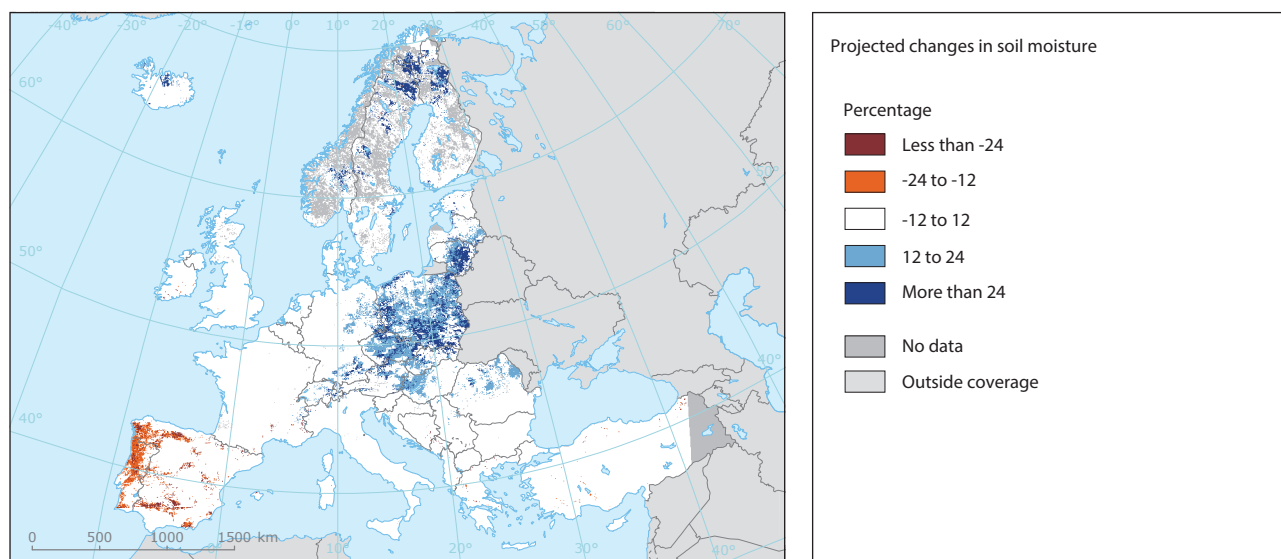 -40°
-30°
-20°
-10°
0°
10°
20°
30°
40°
50°
60°
70°
60°
50°
40°
60°
50°
40°
0
500
1000
1500 km
0°
10°
20°
30°
40°
Projected changes in soil moisture
Percentage
Less than -24
-24 to -12
-12 to 12
12 to 24
More than 24
No data
Outside coverage